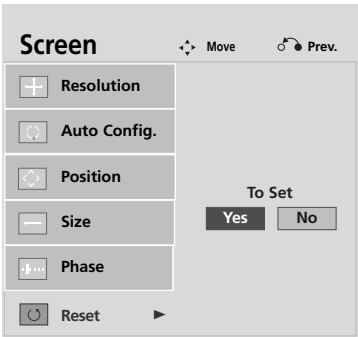 Screen Move Prev.
Resolution
Auto Config.
Position
To Set
Size Yes No
Phase
Reset